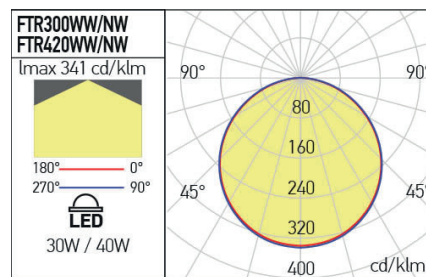 FTR300WW/NW
FTR420WW/NW
lmax 341 cd/klm
180° 0°
270° 90°
LED
30W / 40W
90° 90°
80
160
45° 45°
240
320
400 cd/klm